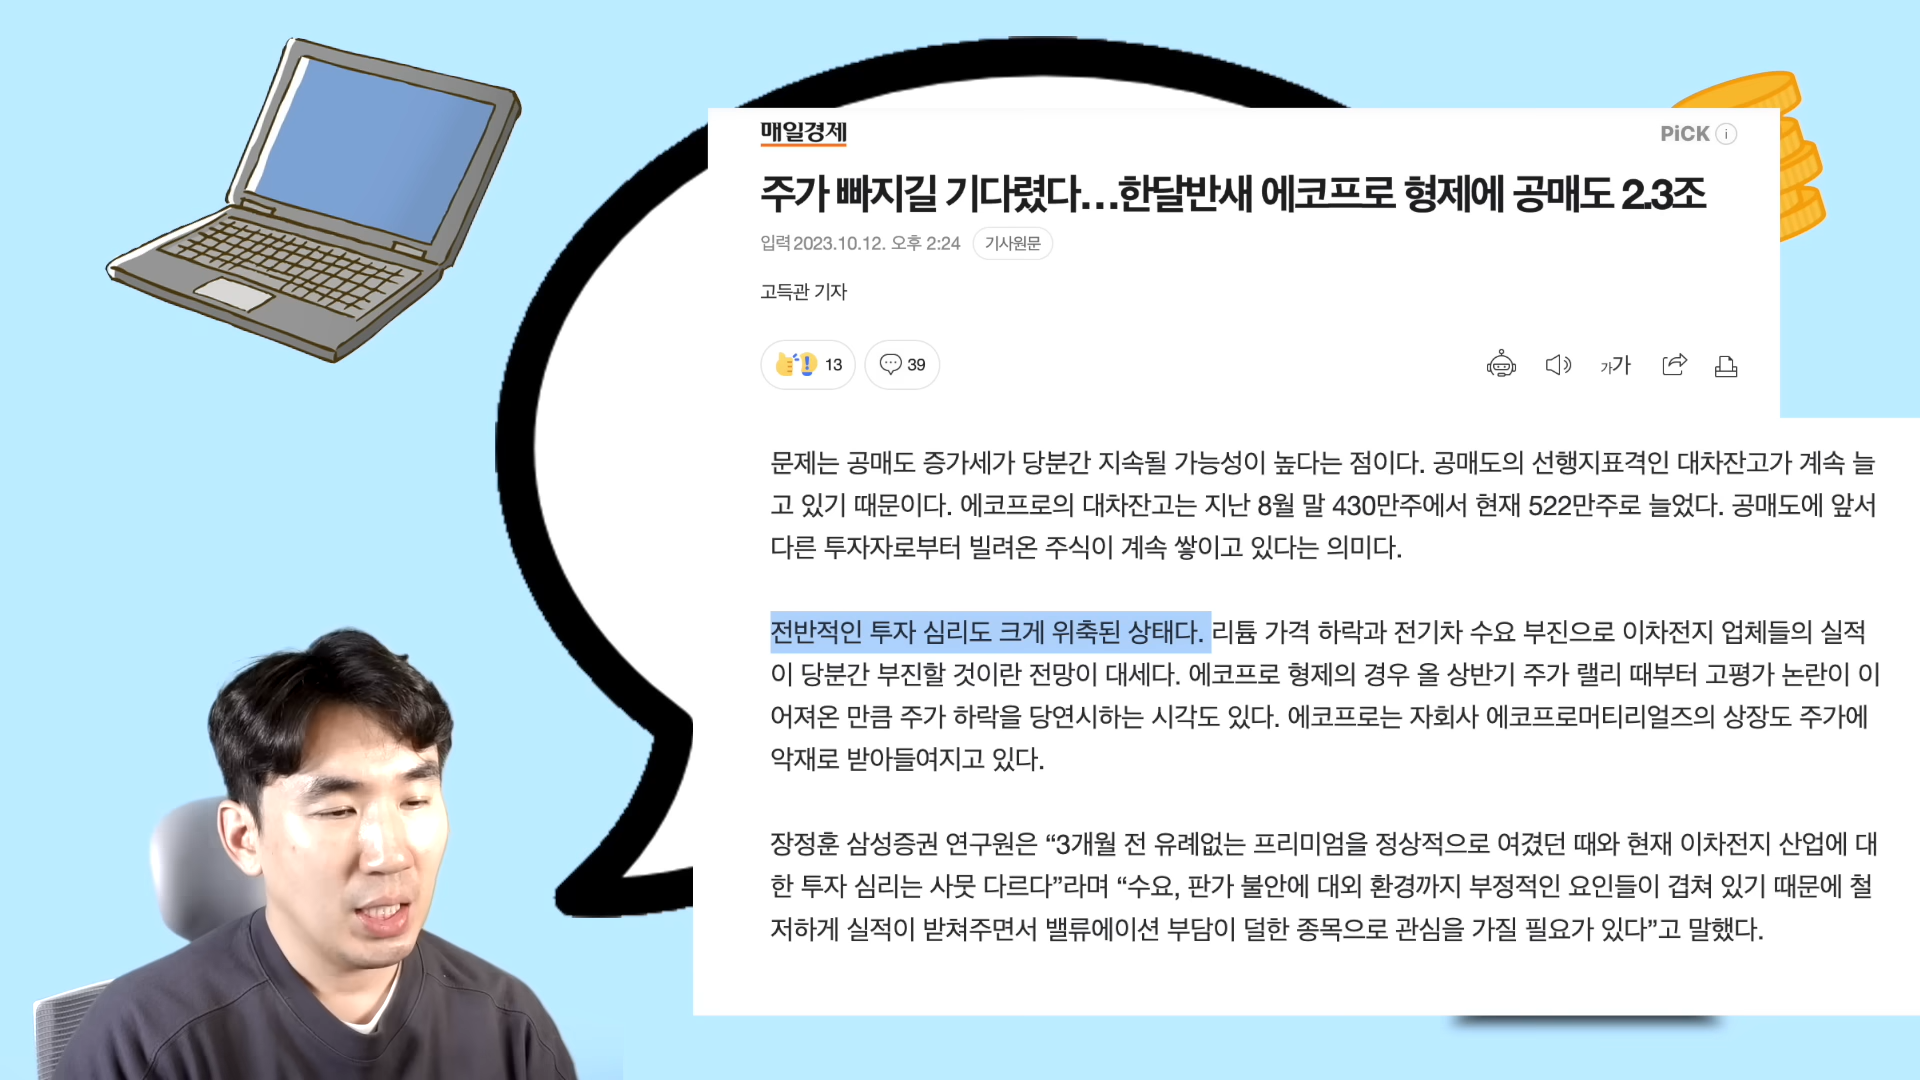 매일경제
PiCK
주가 빠지길 기다렸다…한달반새 에코프로 형제에 공매도 2.3조
입력 2023.10.12. 오후 2:24 기사원문
고득관 기자
13 39 가가
문제는 공매도 증가세가 당분간 지속될 가능성이 높다는 점이다. 공매도의 선행지표격인 대차잔고가 계속 늘
고 있기 때문이다. 에코프로의 대차잔고는 지난 8월 말 430만주에서 현재 522만주로 늘었다. 공매도에 앞서
다른 투자자로부터 빌려온 주식이 계속 쌓이고 있다는 의미다.
전반적인 투자 심리도 크게 위축된 상태다. 리튬 가격 하락과 전기차 수요 부진으로 이차전지 업체들의 실적
이 당분간 부진할 것이란 전망이 대세다. 에코프로 형제의 경우 올 상반기 주가 랠리 때부터 고평가 논란이 이
어져온 만큼 주가 하락을 당연시하는 시각도 있다. 에코프로는 자회사 에코프로머티리얼즈의 상장도 주가에
악재로 받아들여지고 있다.
장정훈 삼성증권 연구원은 “3개월 전 유례없는 프리미엄을 정상적으로 여겼던 때와 현재 이차전지 산업에 대
한 투자 심리는 사뭇 다르다”라며 “수요, 판가 불안에 대외 환경까지 부정적인 요인들이 겹쳐 있기 때문에 철
저하게 실적이 받쳐주면서 밸류에이션 부담이 덜한 종목으로 관심을 가질 필요가 있다”고 말했다.